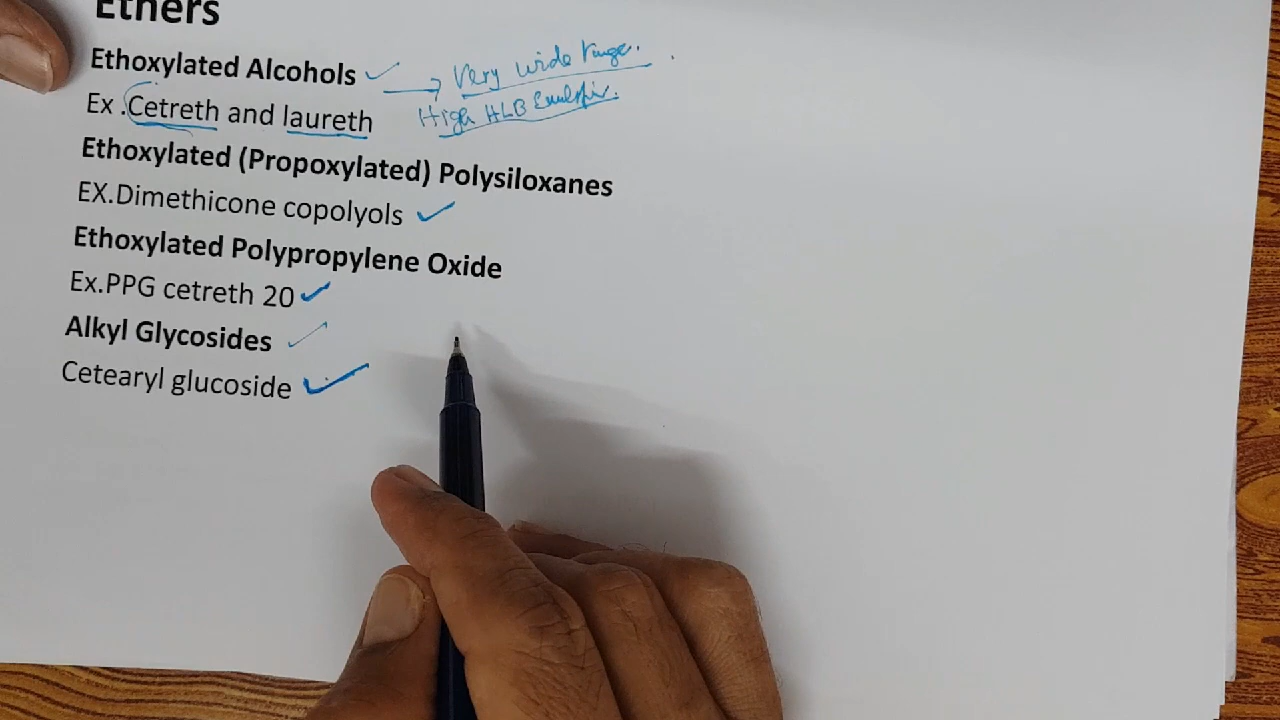 Ethers
Ethoxylated Alcohols → Very wide range.
Ex .Cetreth and laureth High HLB Emulsifier.
Ethoxylated (Propoxylated) Polysiloxanes
EX.Dimethicone copolyols
Ethoxylated Polypropylene Oxide
Ex.PPG cetreth 20
Alkyl Glycosides
Cetearyl glucoside